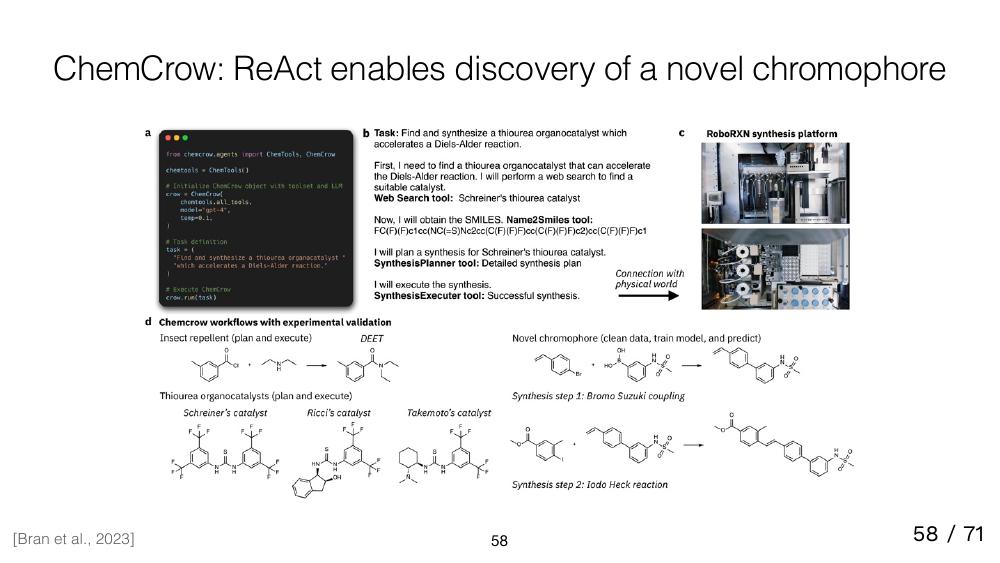 ChemCrow: ReAct enables discovery of a novel chromophore
a
from chemcrow.agents import ChemTools, ChemCrow
chemtools = ChemTools()
# Initialize ChemCrow object with toolset and LLM
crow = ChemCrow(
chemtools.all_tools,
model="gpt-4",
temp=0.1,
)
# Task definition
task = (
"Find and synthesize a thiourea organocatalyst "
"which accelerates a Diels-Alder reaction."
)
# Execute ChemCrow
crow.run(task)
b Task: Find and synthesize a thiourea organocatalyst which
accelerates a Diels-Alder reaction.
First, I need to find a thiourea organocatalyst that can accelerate
the Diels-Alder reaction. I will perform a web search to find a
suitable catalyst.
Web Search tool: Schreiner's thiourea catalyst
Now, I will obtain the SMILES. Name2Smiles tool:
FC(F)(F)c1cc(NC(=S)Nc2cc(C(F)(F)F)cc(C(F)(F)F)c2)cc(C(F)(F)F)c1
I will plan a synthesis for Schreiner's thiourea catalyst.
SynthesisPlanner tool: Detailed synthesis plan
I will execute the synthesis.
SynthesisExecuter tool: Successful synthesis.
Connection with
physical world
c RoboRXN synthesis platform
d Chemcrow workflows with experimental validation
Insect repellent (plan and execute)
DEET
Thiourea organocatalysts (plan and execute)
Schreiner's catalyst
Ricci's catalyst
Takemoto's catalyst
Novel chromophore (clean data, train model, and predict)
Synthesis step 1: Bromo Suzuki coupling
Synthesis step 2: Iodo Heck reaction
[Bran et al., 2023]
58
58 / 71